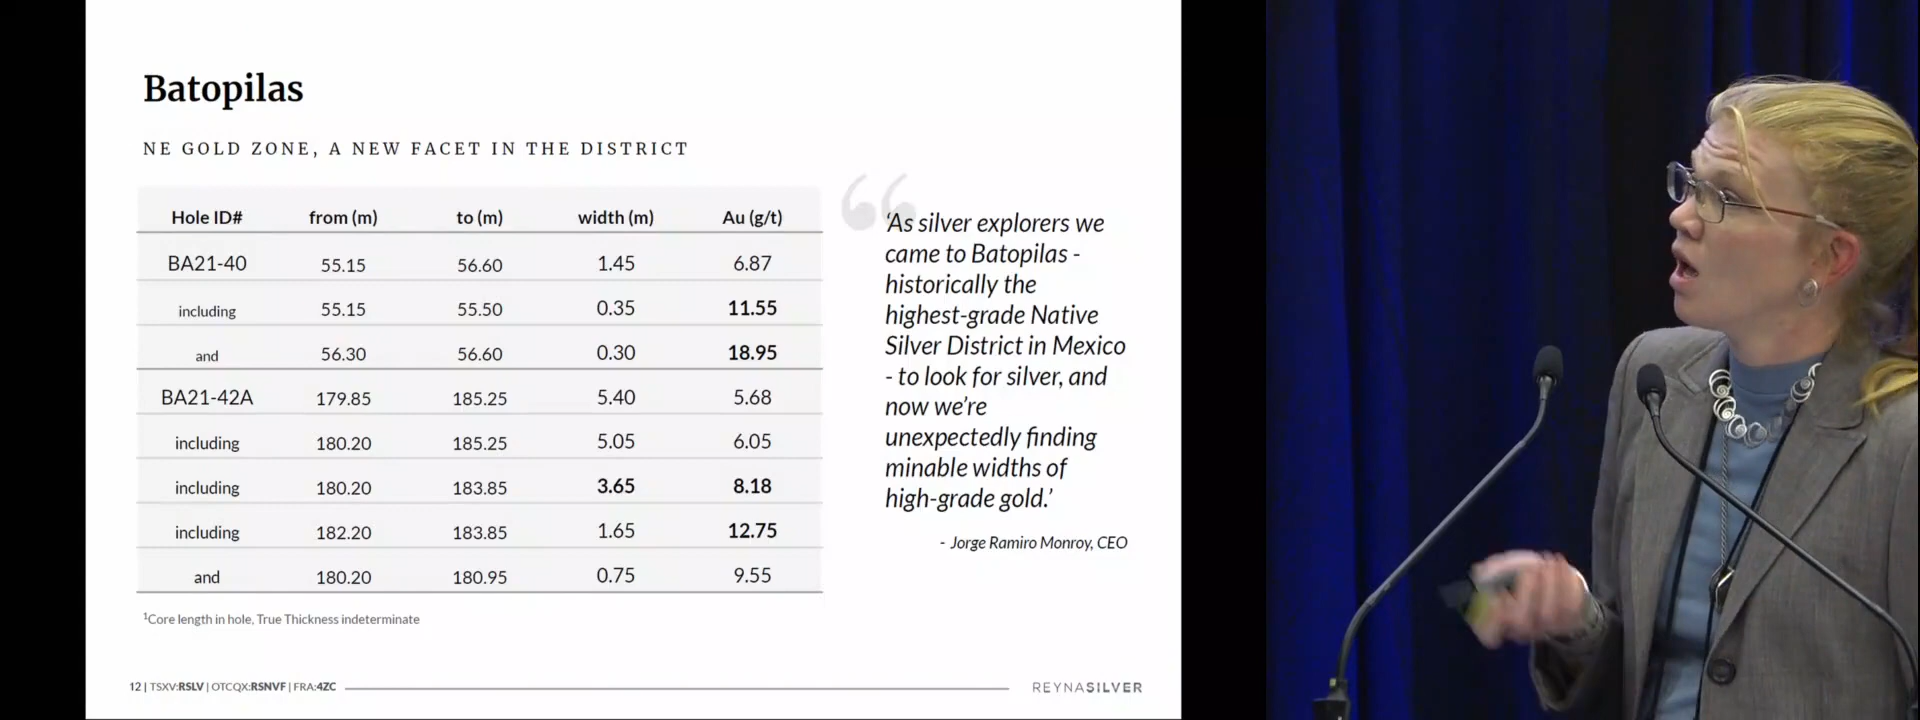 Batopilas
NE GOLD ZONE, A NEW FACET IN THE DISTRICT
Hole ID# from (m) to (m) width (m) Au (g/t)
BA21-40 55.15 56.60 1.45 6.87
including 55.15 55.50 0.35 11.55
and 56.30 56.60 0.30 18.95
BA21-42A 179.85 185.25 5.40 5.68
including 180.20 185.25 5.05 6.05
including 180.20 183.85 3.65 8.18
including 182.20 183.85 1.65 12.75
and 180.20 180.95 0.75 9.55
¹Core length in hole, True Thickness indeterminate
“
‘As silver explorers we
came to Batopilas -
historically the
highest-grade Native
Silver District in Mexico
- to look for silver, and
now we’re
unexpectedly finding
minable widths of
high-grade gold.’
- Jorge Ramiro Monroy, CEO
12 | TSXV:RSLV | OTCQX:RSNVF | FRA:4ZC
REYNASILVER